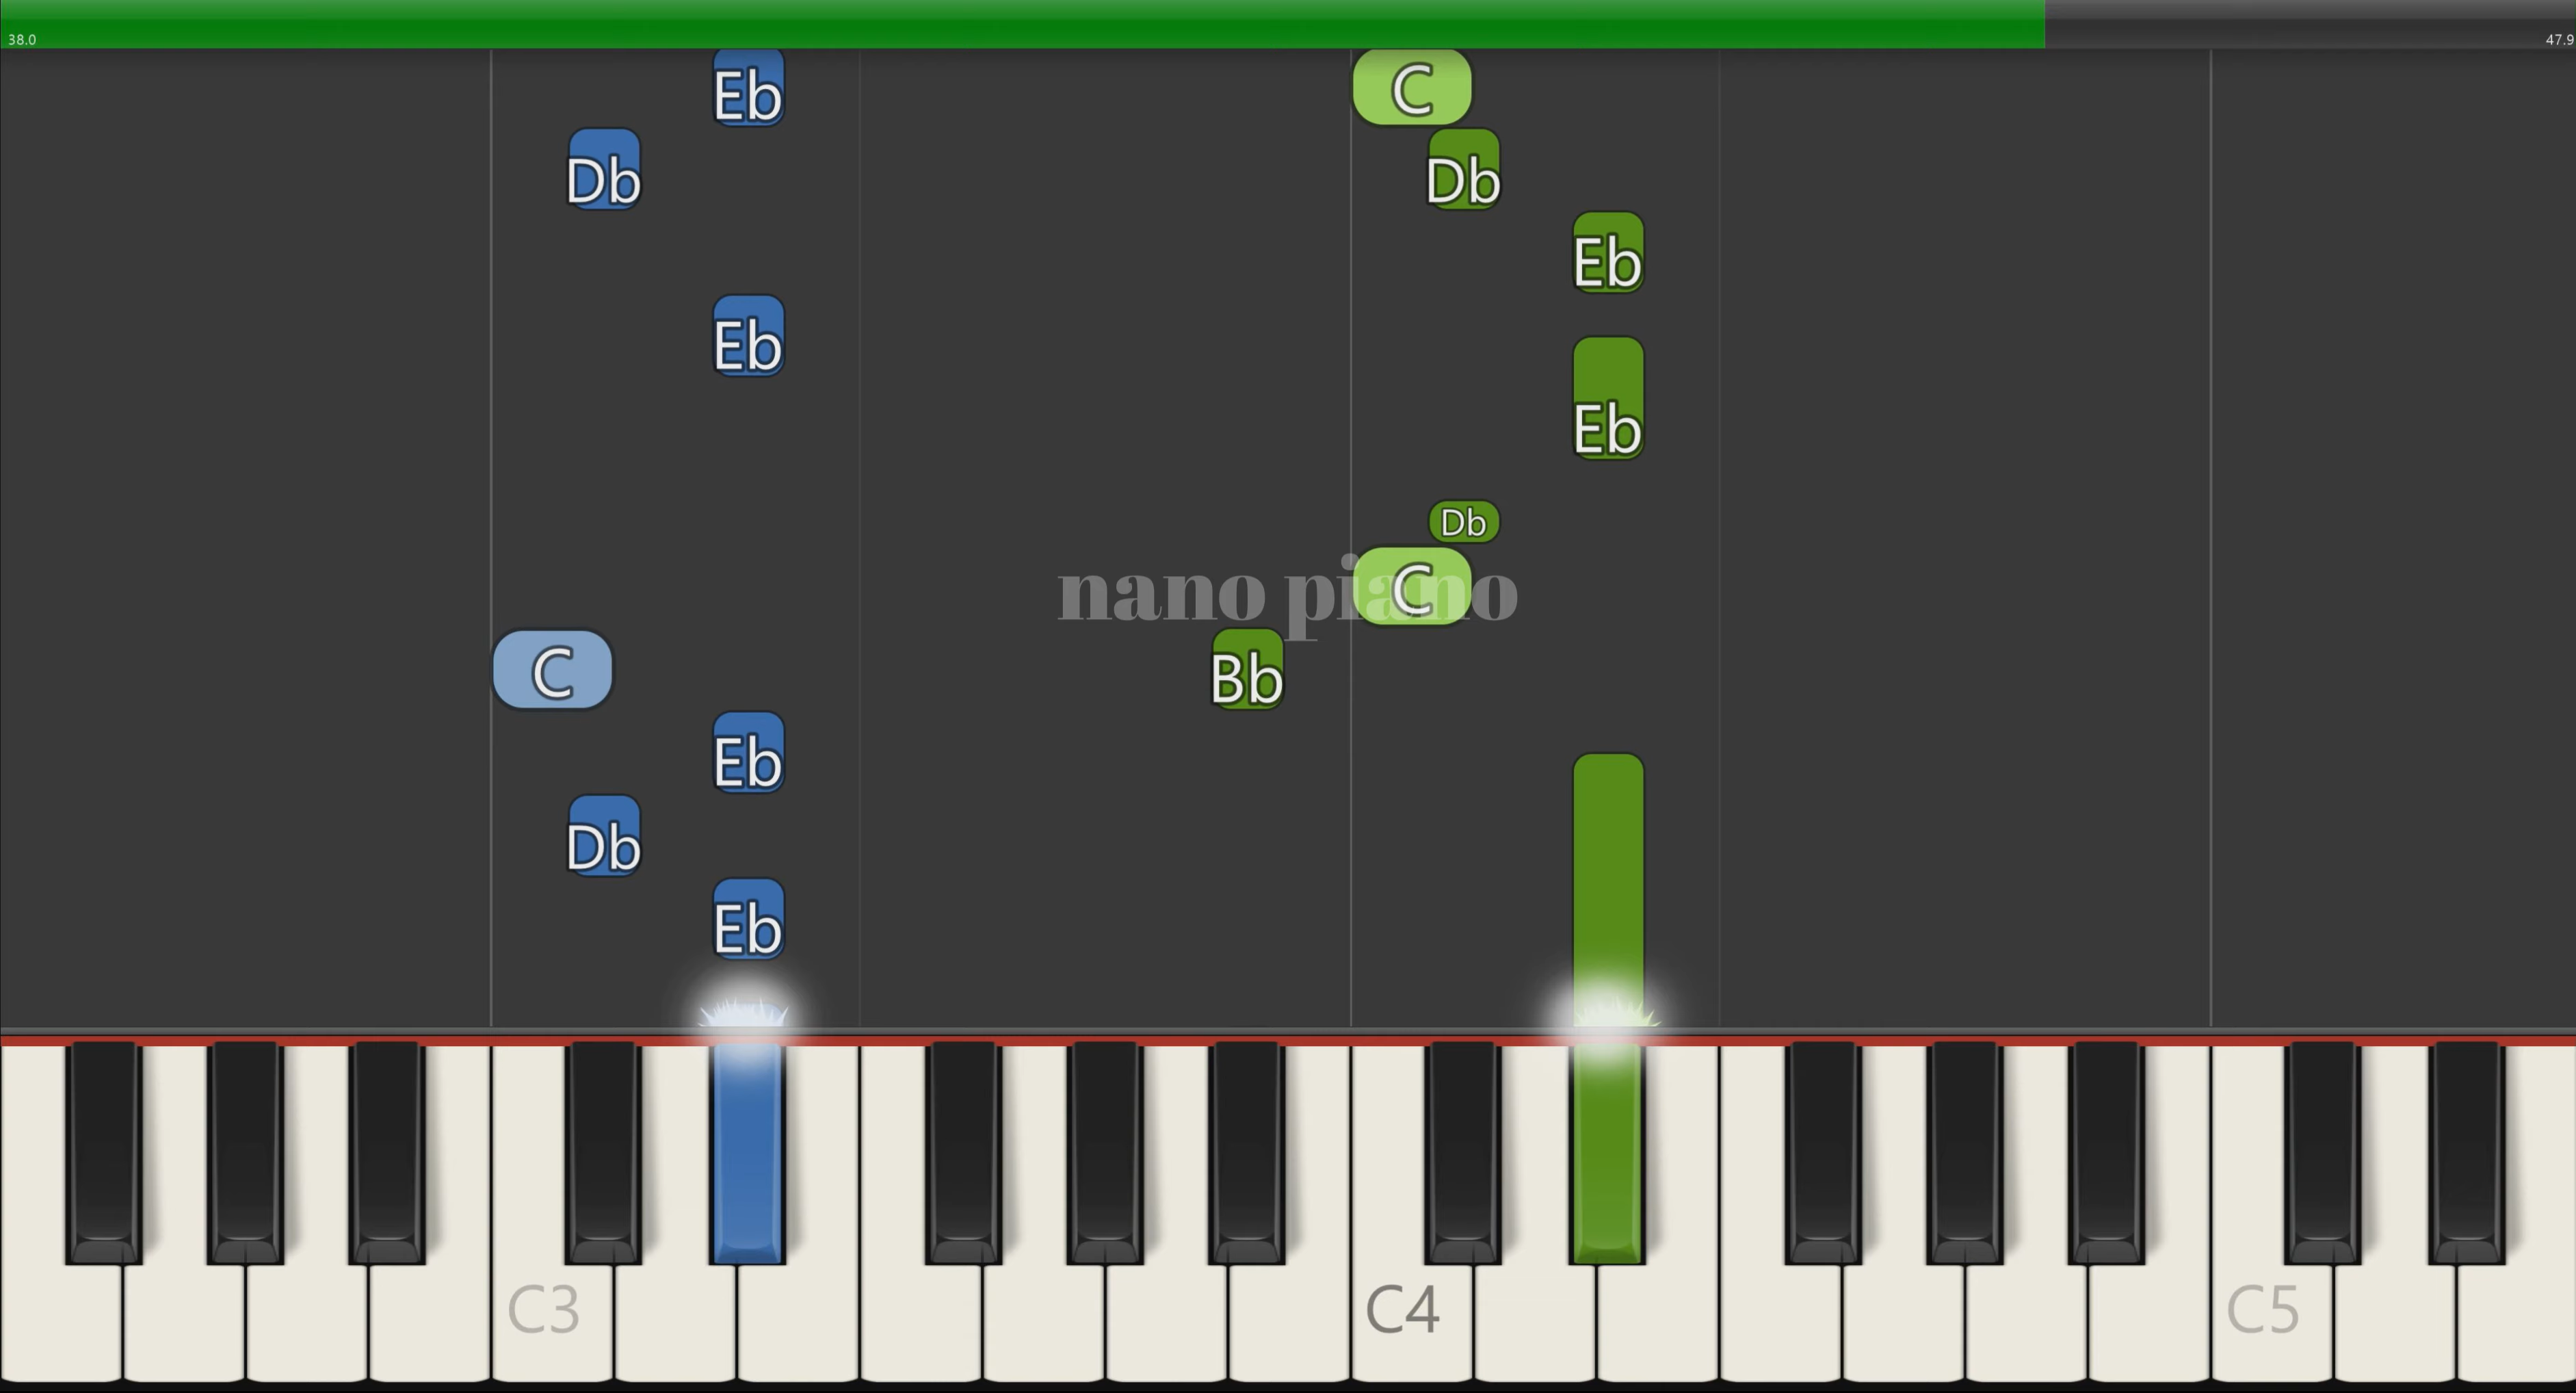 38.0
47.9
Eb C
Db Db
Eb
Eb
Eb
Db
nano piano
C
C Bb
Eb
Db
Eb
C3 C4 C5